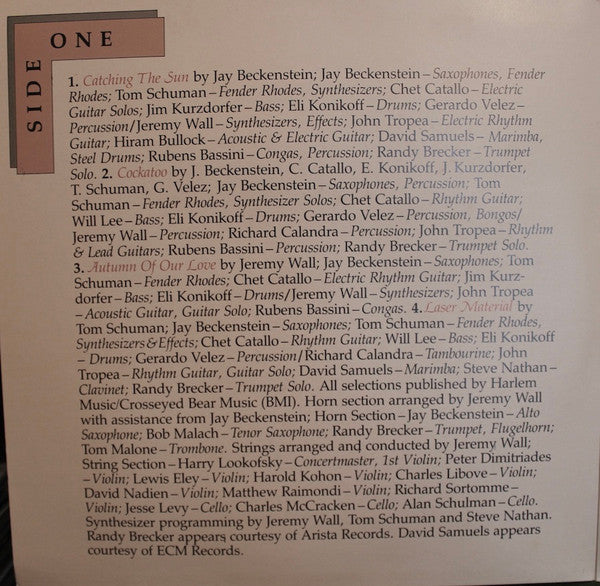 SIDE ONE
1. Catching The Sun by Jay Beckenstein; Jay Beckenstein – Saxophones, Fender
Rhodes; Tom Schuman – Fender Rhodes, Synthesizers; Chet Catallo – Electric
Guitar Solos; Jim Kurzdorfer – Bass; Eli Konikoff – Drums; Gerardo Velez –
Percussion/Jeremy Wall – Synthesizers, Effects; John Tropea – Electric Rhythm
Guitar; Hiram Bullock – Acoustic & Electric Guitar; David Samuels – Marimba,
Steel Drums; Rubens Bassini – Congas, Percussion; Randy Brecker – Trumpet
Solo. 2. Cockatoo by J. Beckenstein, C. Catallo, E. Konikoff, J. Kurzdorfer,
T. Schuman, G. Velez; Jay Beckenstein – Saxophones, Percussion; Tom
Schuman – Fender Rhodes, Synthesizer Solos; Chet Catallo – Rhythm Guitar;
Will Lee – Bass; Eli Konikoff – Drums; Gerardo Velez – Percussion, Bongos/
Jeremy Wall – Percussion; Richard Calandra – Percussion; John Tropea – Rhythm
& Lead Guitars; Rubens Bassini – Percussion; Randy Brecker – Trumpet Solo.
3. Autumn Of Our Love by Jeremy Wall; Jay Beckenstein – Saxophones; Tom
Schuman – Fender Rhodes; Chet Catallo – Electric Rhythm Guitar; Jim Kurz-
dorfer – Bass; Eli Konikoff – Drums/Jeremy Wall – Synthesizers; John Tropea
– Acoustic Guitar, Guitar Solo; Rubens Bassini – Congas. 4. Laser Material by
Tom Schuman; Jay Beckenstein – Saxophones; Tom Schuman – Fender Rhodes,
Synthesizers & Effects; Chet Catallo – Rhythm Guitar; Will Lee – Bass; Eli Konikoff
– Drums; Gerardo Velez – Percussion/Richard Calandra – Tambourine; John
Tropea – Rhythm Guitar, Guitar Solo; David Samuels – Marimba; Steve Nathan –
Clavinet; Randy Brecker – Trumpet Solo. All selections published by Harlem
Music/Crosseyed Bear Music (BMI). Horn section arranged by Jeremy Wall
with assistance from Jay Beckenstein; Horn Section – Jay Beckenstein – Alto
Saxophone; Bob Malach – Tenor Saxophone; Randy Brecker – Trumpet, Flugelhorn;
Tom Malone – Trombone. Strings arranged and conducted by Jeremy Wall;
String Section – Harry Lookofsky – Concertmaster, 1st Violin; Peter Dimitriades
– Violin; Lewis Eley – Violin; Harold Kohon – Violin; Charles Libove – Violin;
David Nadien – Violin; Matthew Raimondi – Violin; Richard Sortomme –
Violin; Jesse Levy – Cello; Charles McCracken – Cello; Alan Schulman – Cello.
Synthesizer programming by Jeremy Wall, Tom Schuman and Steve Nathan.
Randy Brecker appears courtesy of Arista Records. David Samuels appears
courtesy of ECM Records.